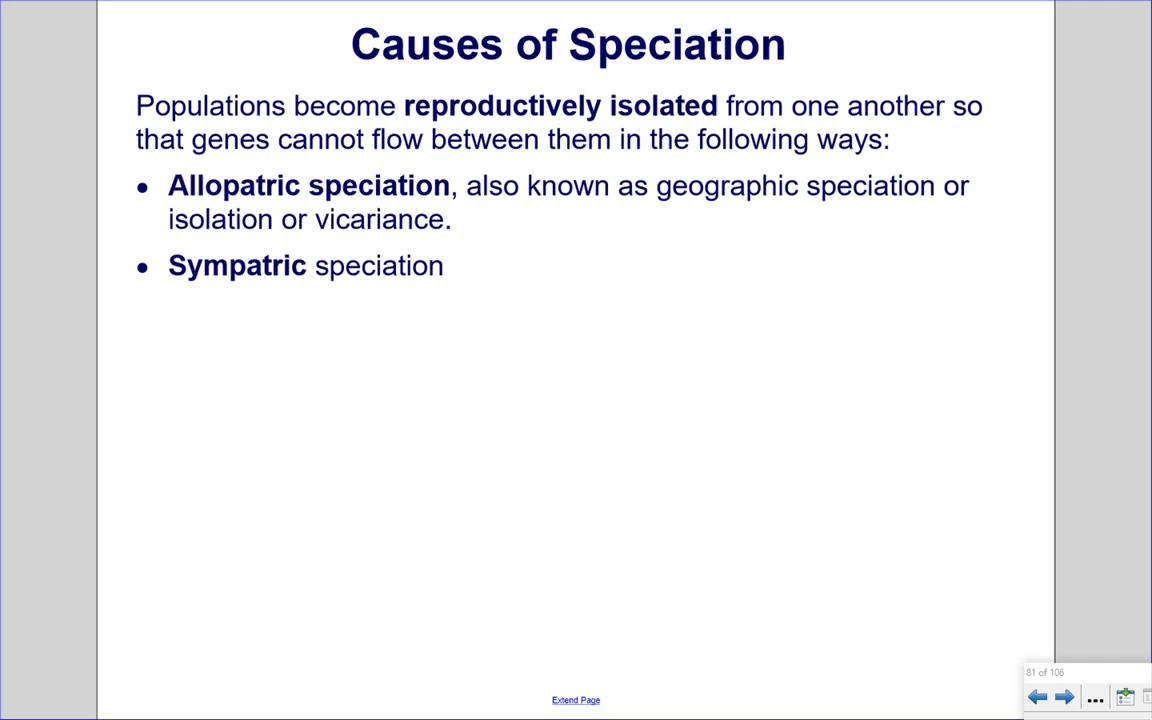 Causes of Speciation
Populations become reproductively isolated from one another so
that genes cannot flow between them in the following ways:
• Allopatric speciation, also known as geographic speciation or
isolation or vicariance.
• Sympatric speciation
81 of 106
Extend Page